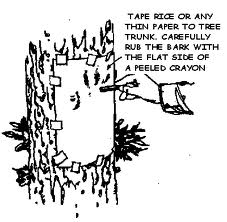 TAPE RICE OR ANY
THIN PAPER TO TREE
TRUNK. CAREFULLY
RUB THE BARK WITH
THE FLAT SIDE OF
A PEELED CRAYON